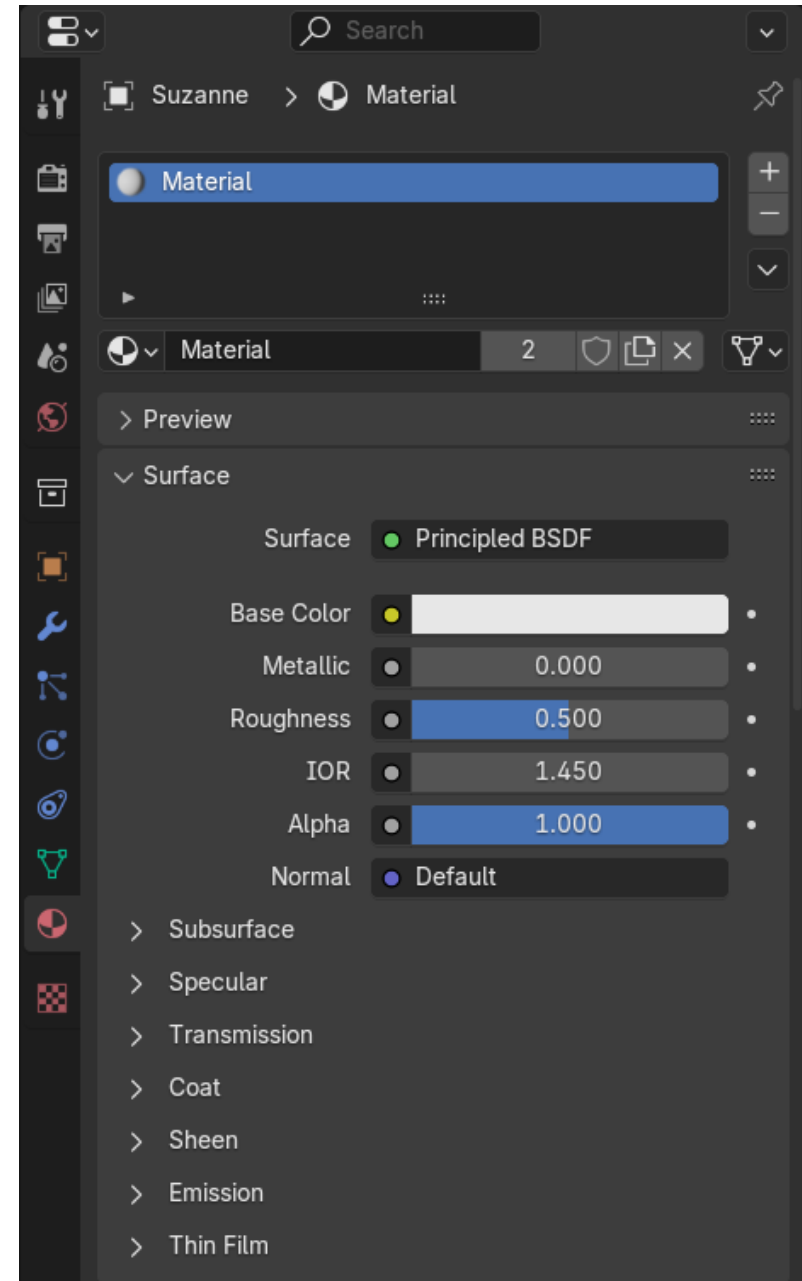 Search
Suzanne > Material
Material
Material 2
Preview
Surface
Surface Principled BSDF
Base Color
Metallic 0.000
Roughness 0.500
IOR 1.450
Alpha 1.000
Normal Default
Subsurface
Specular
Transmission
Coat
Sheen
Emission
Thin Film